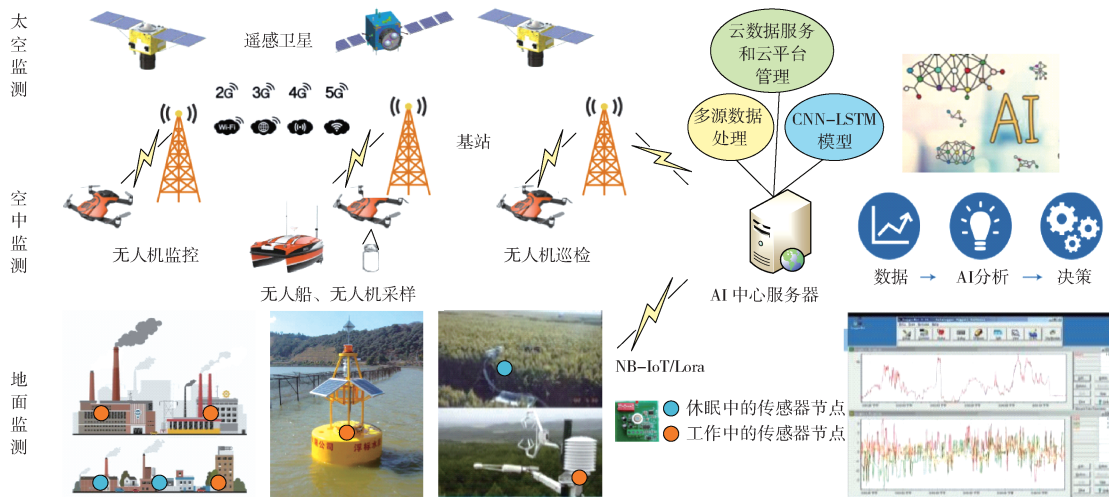 太空监测
遥感卫星
2G 3G 4G 5G
Wi-Fi
基站
云数据服务
和云平台
管理
多源数据
处理
CNN-LSTM
模型
AI
空中监测
无人机监控
无人船、无人机采样
无人机巡检
AI 中心服务器
数据 → AI分析 → 决策
地面监测
NB-IoT/Lora
休眠中的传感器节点
工作中的传感器节点